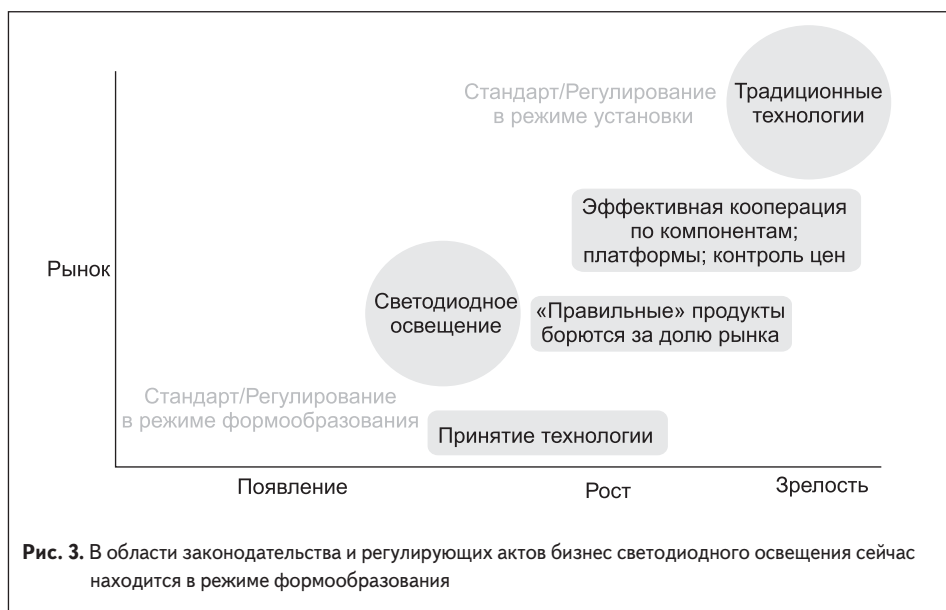 Стандарт/Регулирование
в режиме установки
Традиционные
технологии
Эффективная кооперация
по компонентам;
платформы; контроль цен
Рынок
Светодиодное
освещение
«Правильные» продукты
борются за долю рынка
Стандарт/Регулирование
в режиме формообразования
Принятие технологии
Появление
Рост
Зрелость
Рис. 3. В области законодательства и регулирующих актов бизнес светодиодного освещения сейчас
находится в режиме формообразования